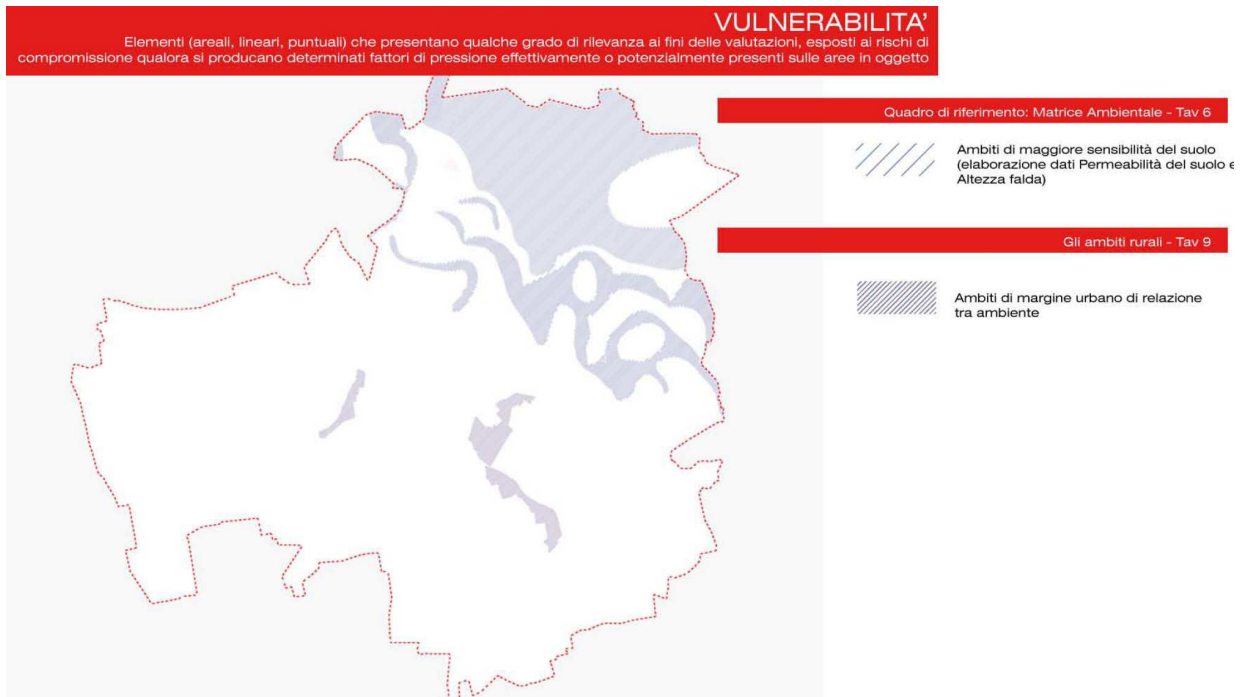 VULNERABILITA'
Elementi (areali, lineari, puntuali) che presentano qualche grado di rilevanza ai fini delle valutazioni, esposti ai rischi di
compromissione qualora si producano determinati fattori di pressione effettivamente o potenzialmente presenti sulle aree in oggetto
Quadro di riferimento: Matrice Ambientale - Tav 6
Ambiti di maggiore sensibilità del suolo
(elaborazione dati Permeabilità del suolo e
Altezza falda)
Gli ambiti rurali - Tav 9
Ambiti di margine urbano di relazione
tra ambiente